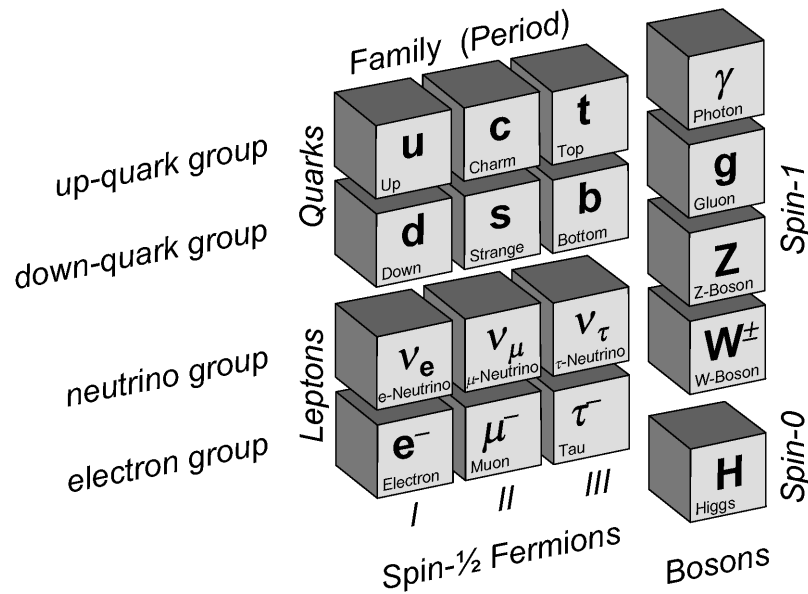 Family (Period)
Quarks
up-quark group
u
Up
c
Charm
t
Top
down-quark group
d
Down
s
Strange
b
Bottom
Leptons
neutrino group
νe
e-Neutrino
νμ
μ-Neutrino
ντ
τ-Neutrino
electron group
e−
Electron
μ−
Muon
τ−
Tau
I
II
III
Spin-½ Fermions
γ
Photon
g
Gluon
Z
Z-Boson
W±
W-Boson
Spin-1
H
Higgs
Spin-0
Bosons